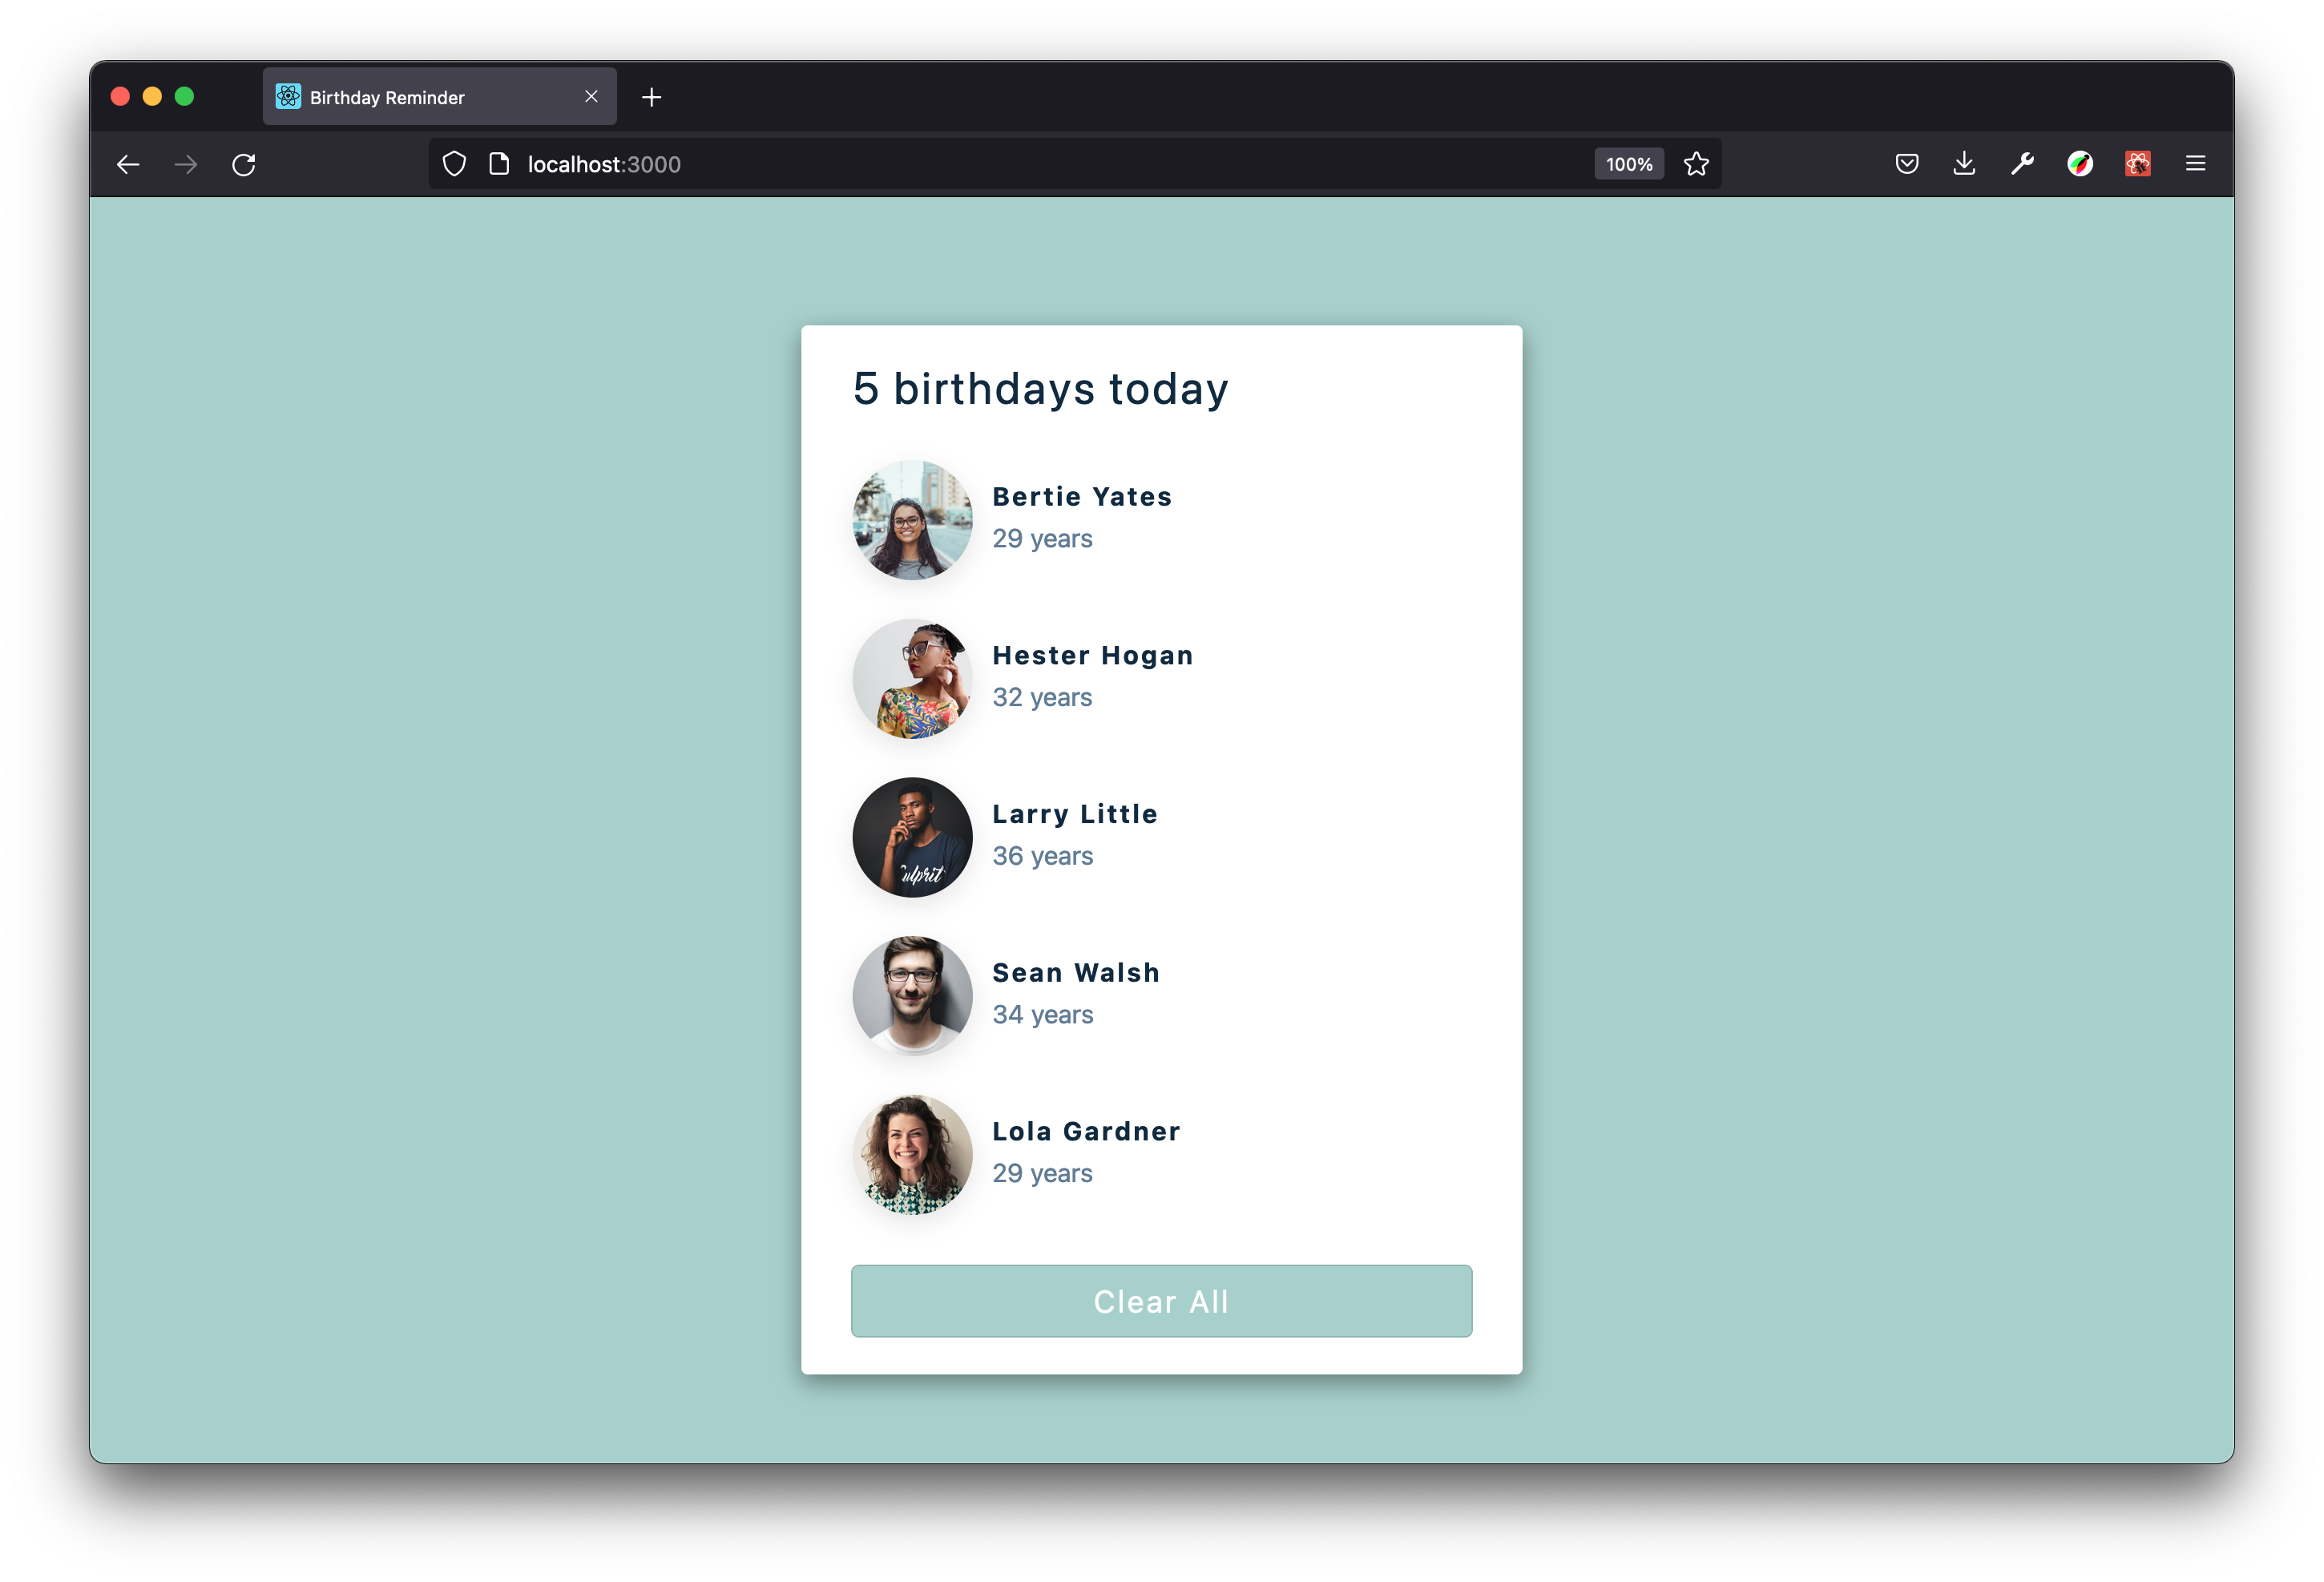 Birthday Reminder
localhost:3000
100%
5 birthdays today
Bertie Yates
29 years
Hester Hogan
32 years
Larry Little
36 years
Culprit
Sean Walsh
34 years
Lola Gardner
29 years
Clear All